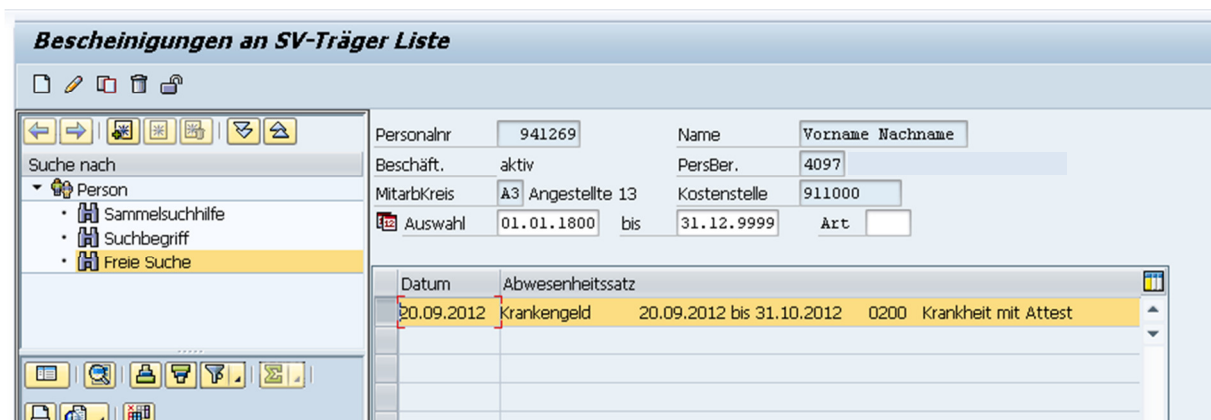 Bescheinigungen an SV-Träger Liste
Suche nach
Person
Sammelsuchhilfe
Suchbegriff
Freie Suche
Personalnr 941269 Name Vorname Nachname
Beschäft. aktiv PersBer. 4097
MitarbKreis A3 Angestellte 13 Kostenstelle 911000
12 Auswahl 01.01.1800 bis 31.12.9999 Art
Datum Abwesenheitssatz
20.09.2012 Krankengeld 20.09.2012 bis 31.10.2012 0200 Krankheit mit Attest